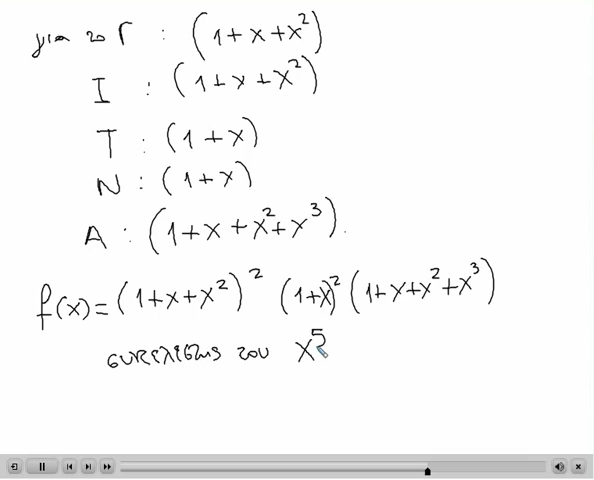 για το Γ : (1+x+x²)
I : (1+x+x²)
T : (1+x)
N : (1+x)
A : (1+x+x²+x³).
f(x)=(1+x+x²)² (1+x)² (1+x+x²+x³)
συντελεστης του x⁵